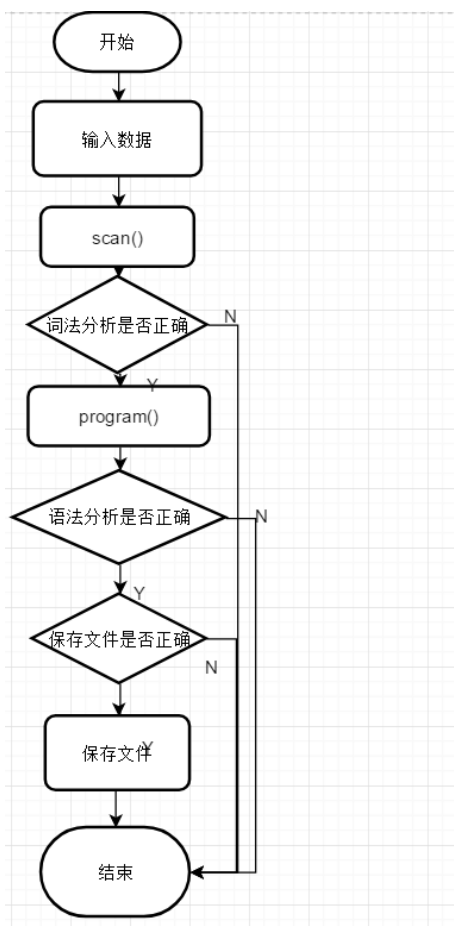 开始
输入数据
scan()
词法分析是否正确
N
Y
program()
语法分析是否正确
N
Y
保存文件是否正确
N
保存文件
Y
结束